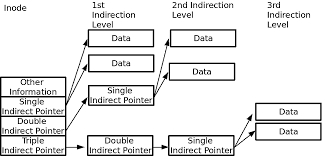 Inode
1st
Indirection
Level
2nd Indirection
Level
3rd
Indirection
Level
Data
Data
Data
Data
Other
Information
Single
Indirect Pointer
Double
Indirect Pointer
Triple
Indirect Pointer
Single
Indirect Pointer
Double
Indirect Pointer
Single
Indirect Pointer
Data
Data